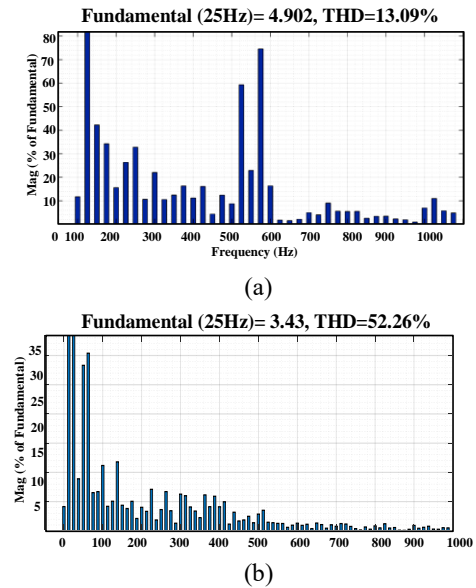 Fundamental (25Hz)= 4.902, THD=13.09%
80
70
60
50
40
30
20
10
Mag (% of Fundamental)
0 100 200 300 400 500 600 700 800 900 1000
Frequency (Hz)
(a)
Fundamental (25Hz)= 3.43, THD=52.26%
35
35
25
20
15
15
5
Mag (% of Fundamental)
0 100 200 300 400 500 600 700 800 900 1000
(b)